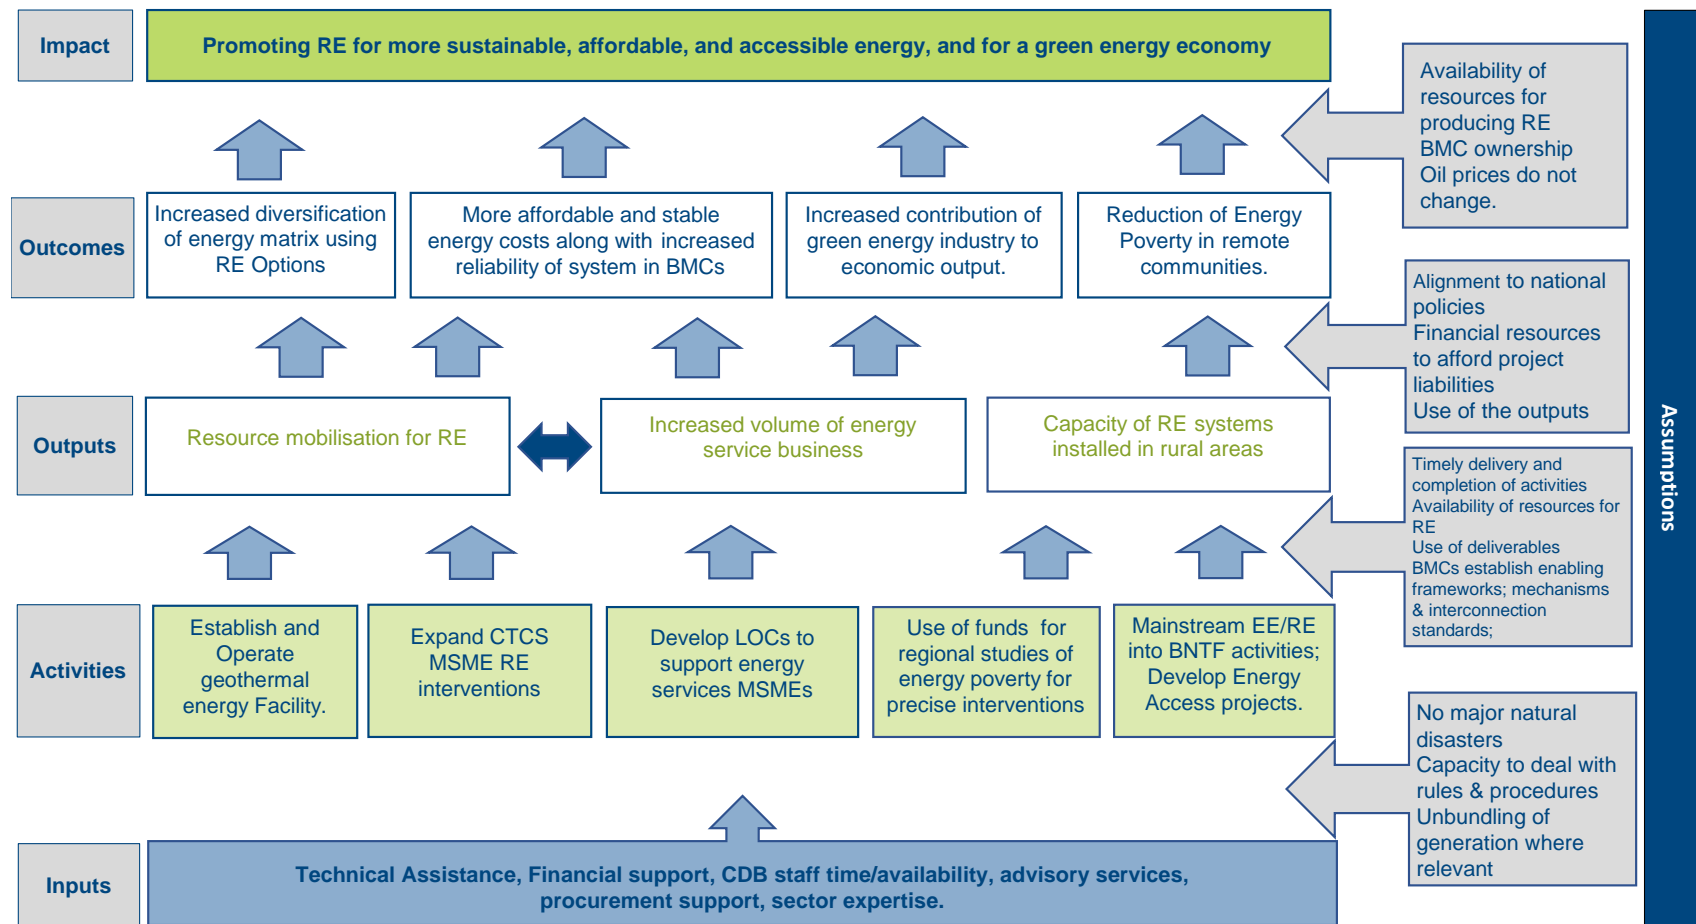 Impact
Promoting RE for more sustainable, affordable, and accessible energy, and for a green energy economy
Availability of
resources for
producing RE
BMC ownership
Oil prices do not
change.
Outcomes
Increased diversification
of energy matrix using
RE Options
More affordable and stable
energy costs along with increased
reliability of system in BMCs
Increased contribution of
green energy industry to
economic output.
Reduction of Energy
Poverty in remote
communities.
Alignment to national
policies
Financial resources
to afford project
liabilities
Use of the outputs
Outputs
Resource mobilisation for RE
Increased volume of energy
service business
Capacity of RE systems
installed in rural areas
Timely delivery and
completion of activities
Availability of resources for
RE
Use of deliverables
BMCs establish enabling
frameworks; mechanisms
& interconnection
standards;
Activities
Establish and
Operate
geothermal
energy Facility.
Expand CTCS
MSME RE
interventions
Develop LOCs to
support energy
services MSMEs
Use of funds for
regional studies of
energy poverty for
precise interventions
Mainstream EE/RE
into BNTF activities;
Develop Energy
Access projects.
No major natural
disasters
Capacity to deal with
rules & procedures
Unbundling of
generation where
relevant
Inputs
Technical Assistance, Financial support, CDB staff time/availability, advisory services,
procurement support, sector expertise.
Assumptions